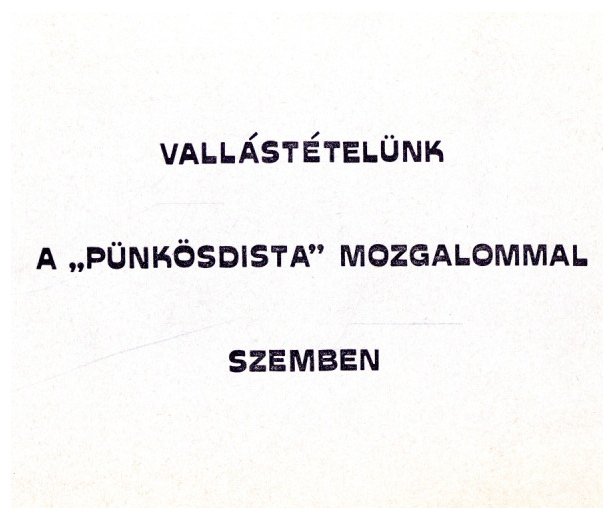 VALLÁSTÉTELÜNK
A „PÜNKÖSDISTA” MOZGALOMMAL
SZEMBEN